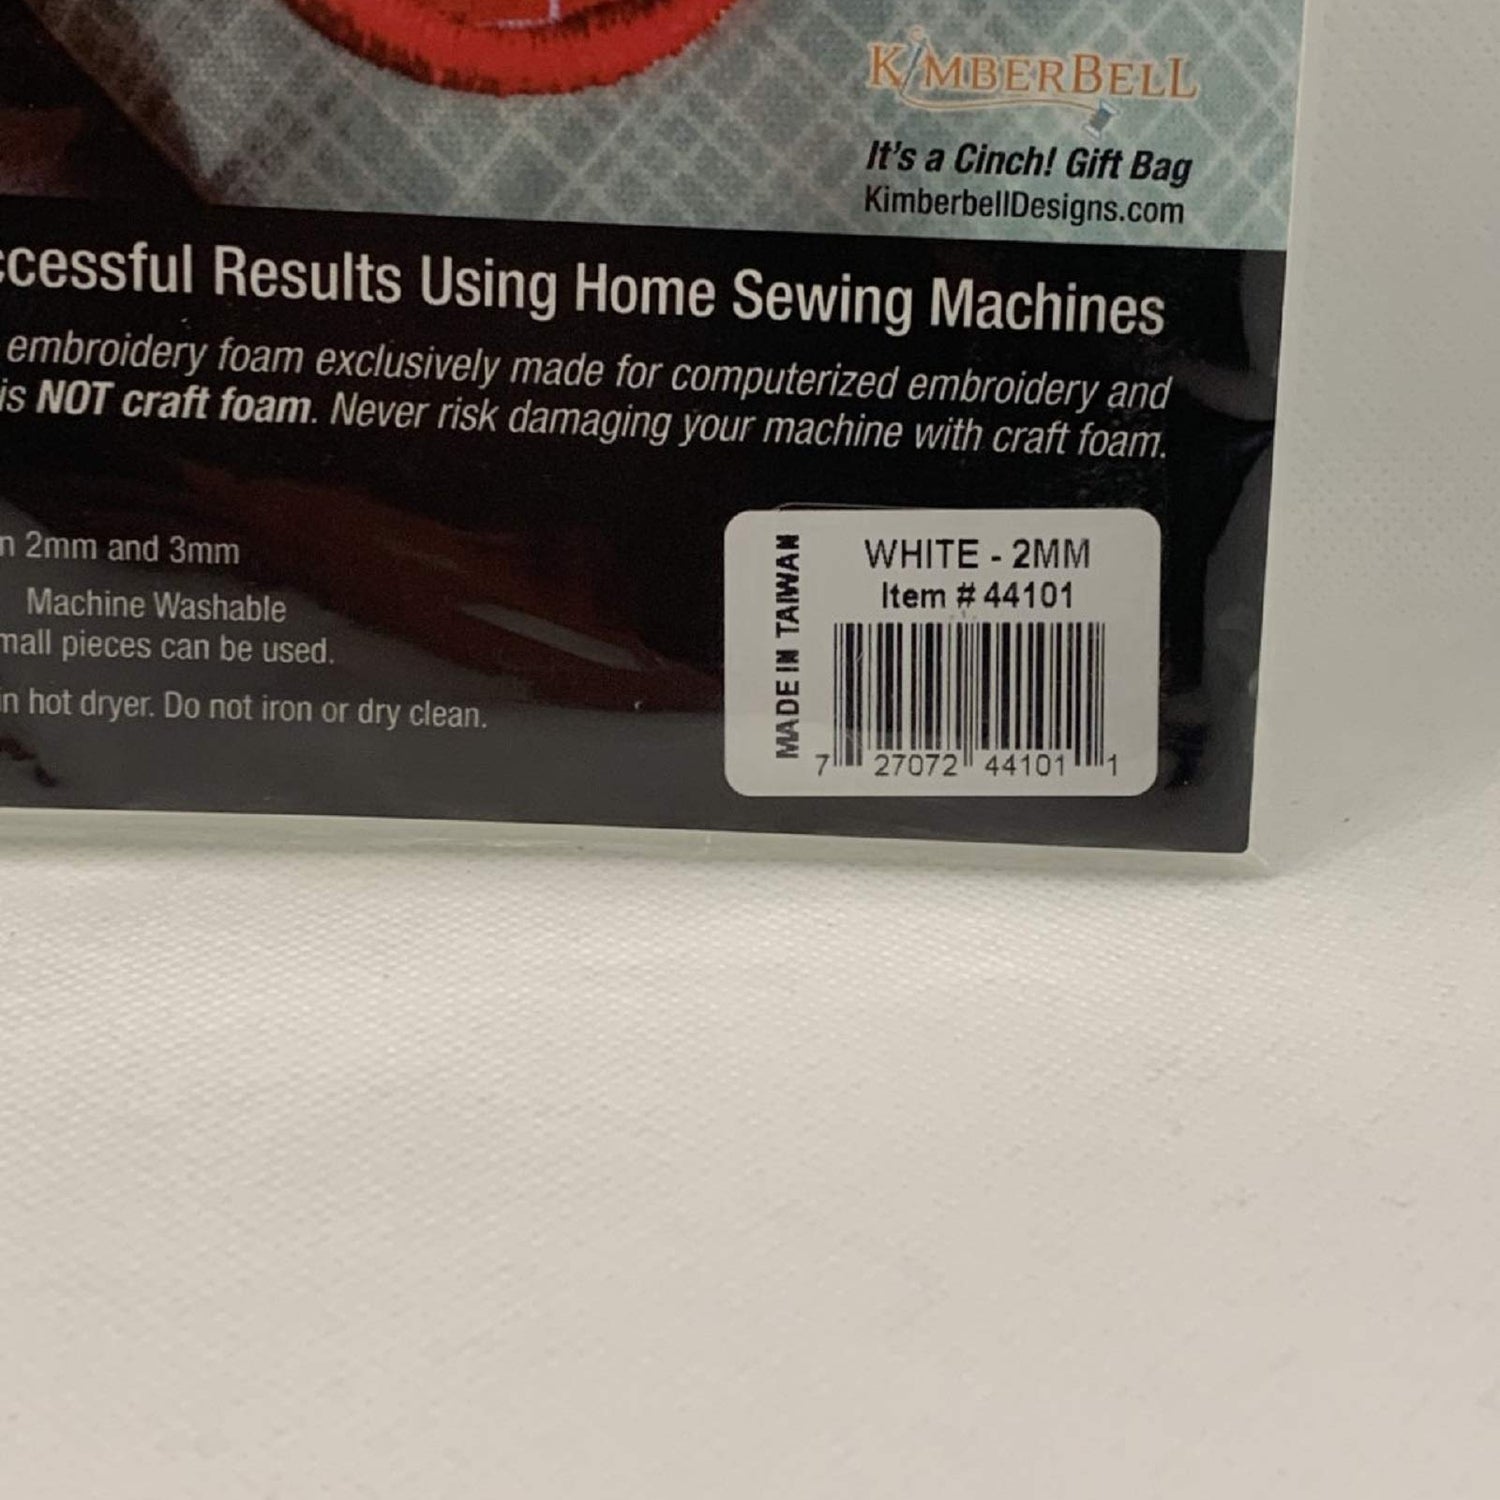 KIMBERBELL
It's a Cinch! Gift Bag
KimberbellDesigns.com
Results Using Home Sewing Machines
embroidery foam exclusively made for computerized embroidery and
is NOT craft foam. Never risk damaging your machine with craft foam.
2mm and 3mm
Machine Washable
pieces can be used.
in hot dryer. Do not iron or dry clean.
MADE IN TAIWAN
WHITE - 2MM
Item # 44101
7 27072 44101 1